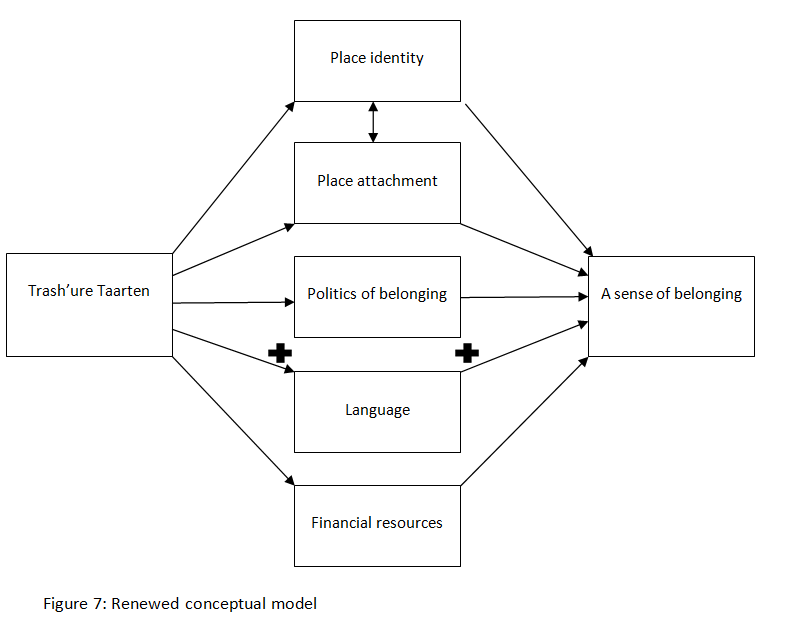 Place identity
Place attachment
Trash’ure Taarten
Politics of belonging
A sense of belonging
Language
Financial resources
Figure 7: Renewed conceptual model